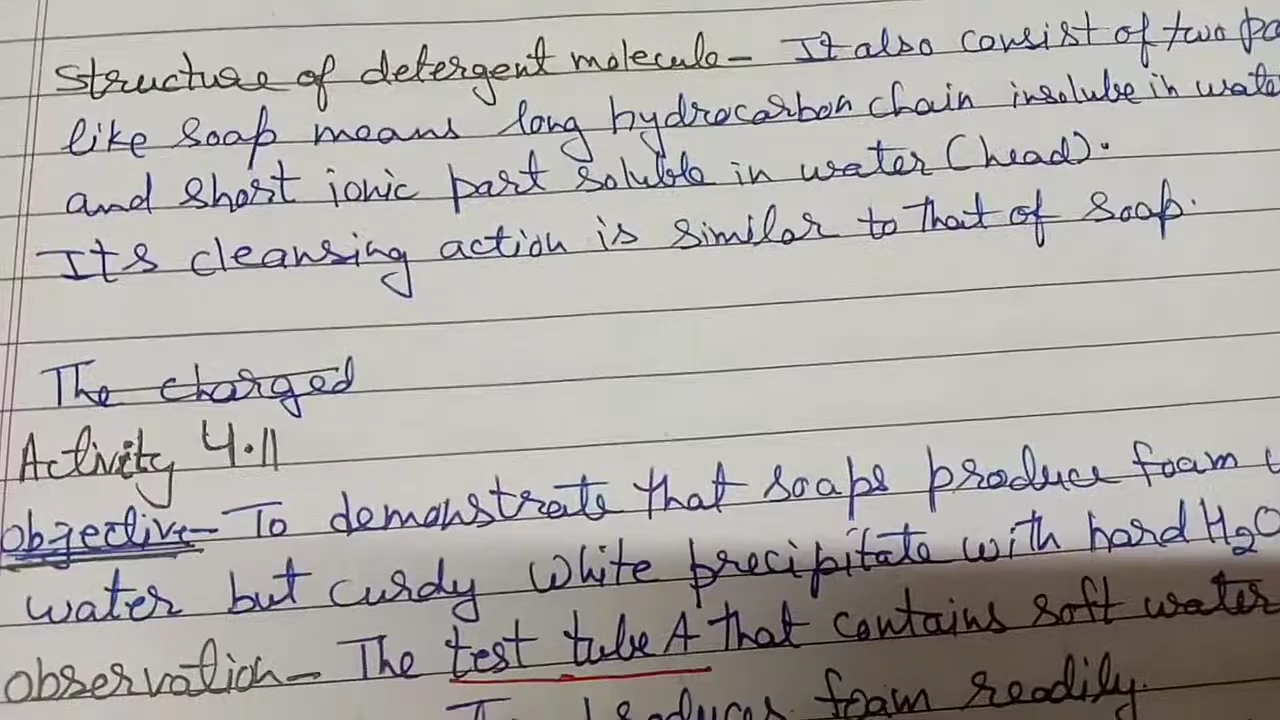 Structure of detergent molecule - It also consist of two pa
like soap means long hydrocarbon chain insolube in wate
and short ionic part soluble in water (head).
Its cleansing action is similar to that of soap.
The charged
Activity 4.11
Objective - To demonstrate that soaps produce foam
water but curdy white precipitate with hard H2O
observation - The test tube A that contains soft water
foam readily.